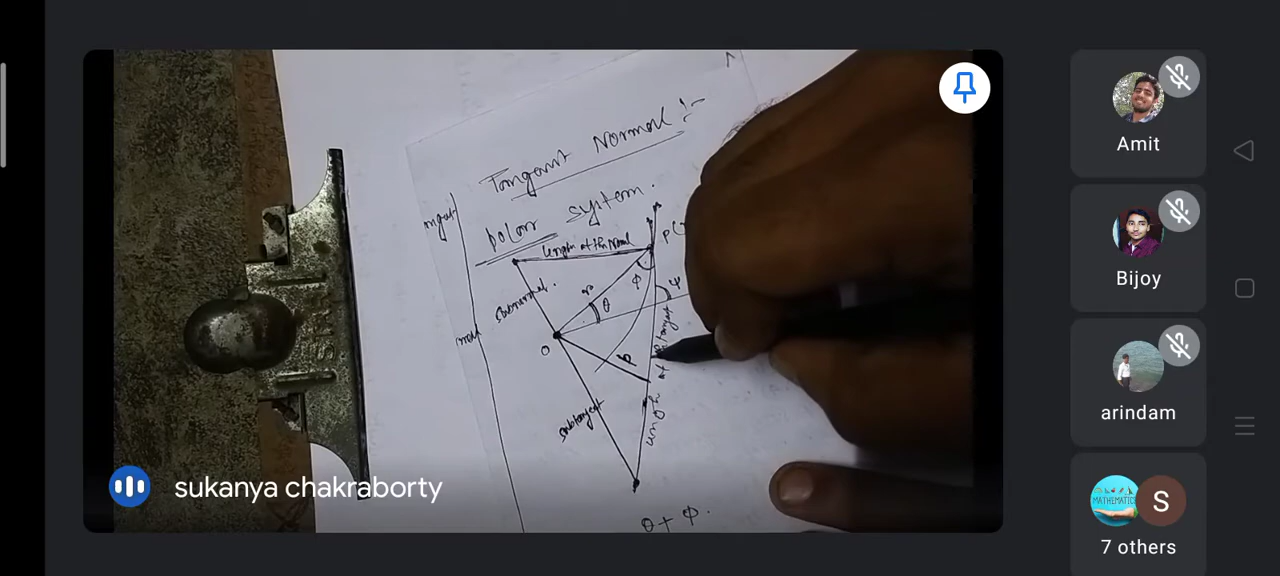 Tangent Normal :-
polar system.
length of the Normal
P(
subnormal.
r
θ
φ
ψ
O
p
subtangent
length of the tangent
θ + φ.
sukanya chakraborty
Amit
Bijoy
arindam
MATHEMATIC
S
7 others